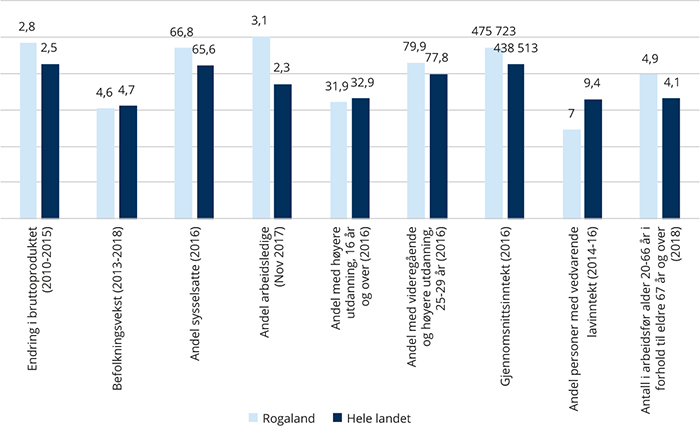 2,8
2,5
4,6
4,7
66,8
65,6
3,1
2,3
31,9
32,9
79,9
77,8
475 723
438 513
7
9,4
4,9
4,1
Endring i bruttoproduktet
(2010-2015)
Befolkningsvekst (2013-2018)
Andel sysselsatte (2016)
Andel arbeidsledige
(Nov 2017)
Andel med høyere
utdanning, 16 år
og over (2016)
Andel med videregående
og høyere utdanning,
25-29 år (2016)
Gjennomsnittsinntekt (2016)
Andel personer med vedvarende
lavinntekt (2014-16)
Antall i arbeidsfør alder 20-66 år i
forhold til eldre 67 år og over
(2018)
Rogaland
Hele landet